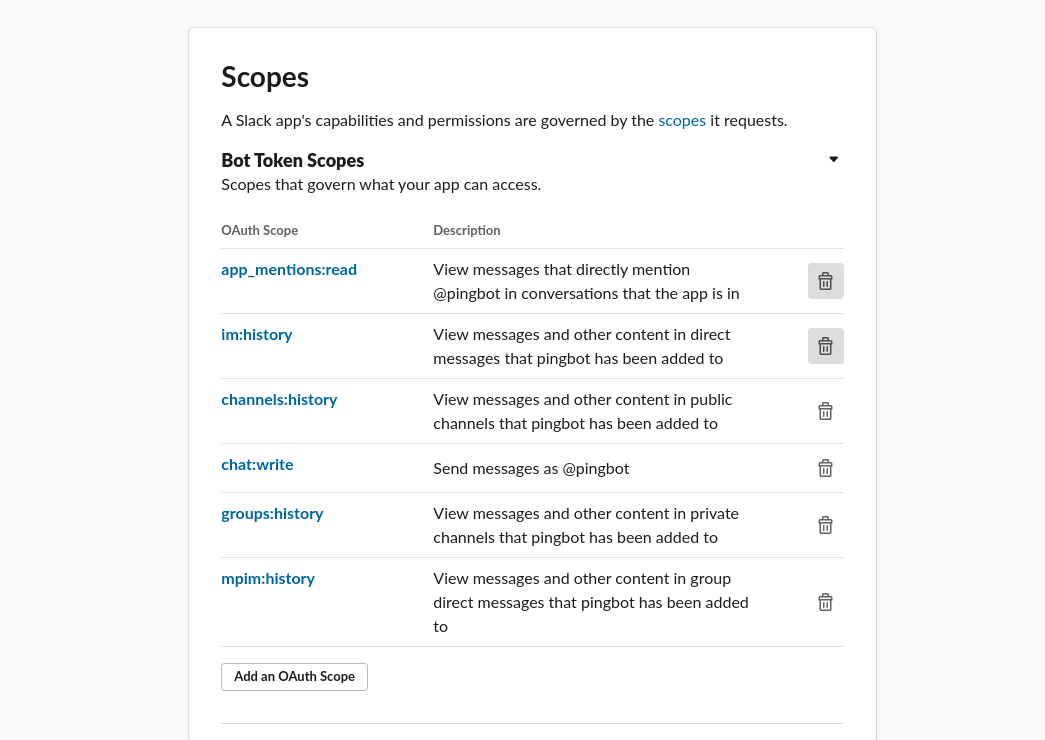 Scopes
A Slack app's capabilities and permissions are governed by the scopes it requests.
Bot Token Scopes
Scopes that govern what your app can access.
OAuth Scope Description
app_mentions:read View messages that directly mention
@pingbot in conversations that the app is in
im:history View messages and other content in direct
messages that pingbot has been added to
channels:history View messages and other content in public
channels that pingbot has been added to
chat:write Send messages as @pingbot
groups:history View messages and other content in private
channels that pingbot has been added to
mpim:history View messages and other content in group
direct messages that pingbot has been added
to
Add an OAuth Scope